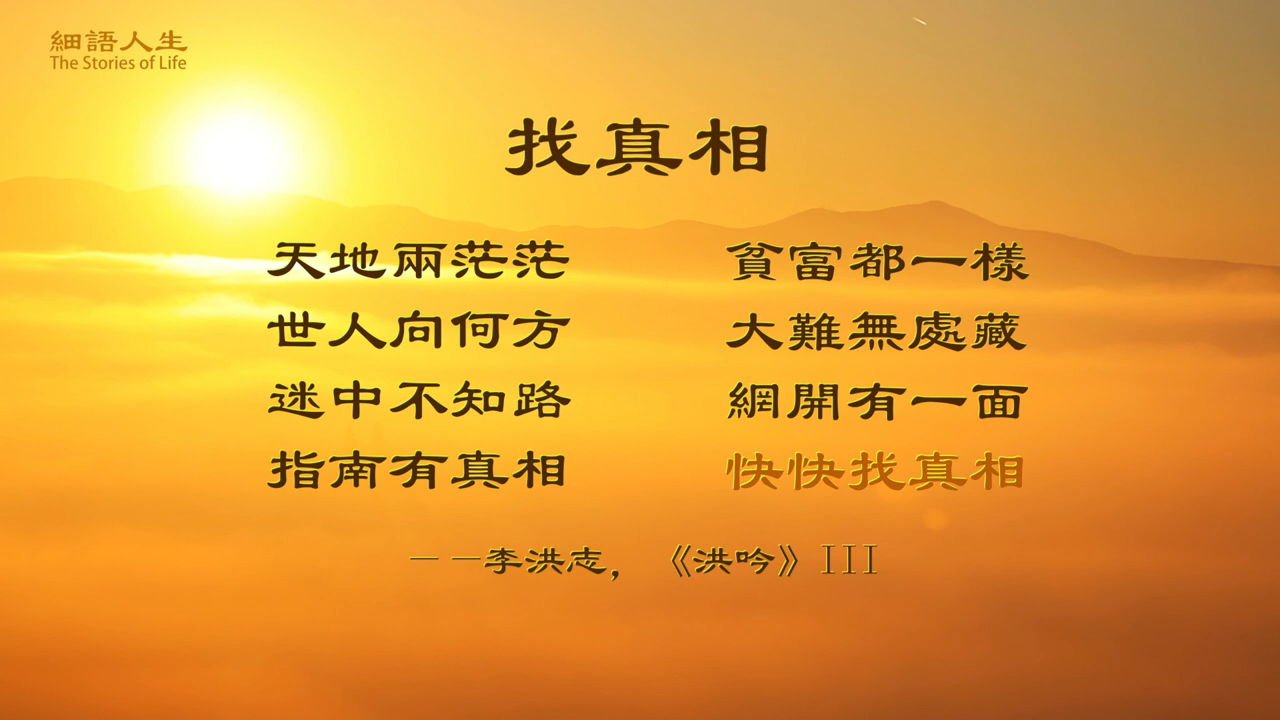 細語人生
The Stories of Life
找真相
天地兩茫茫
世人向何方
迷中不知路
指南有真相
貧富都一樣
大難無處藏
網開有一面
快快找真相
——李洪志，《洪吟》III